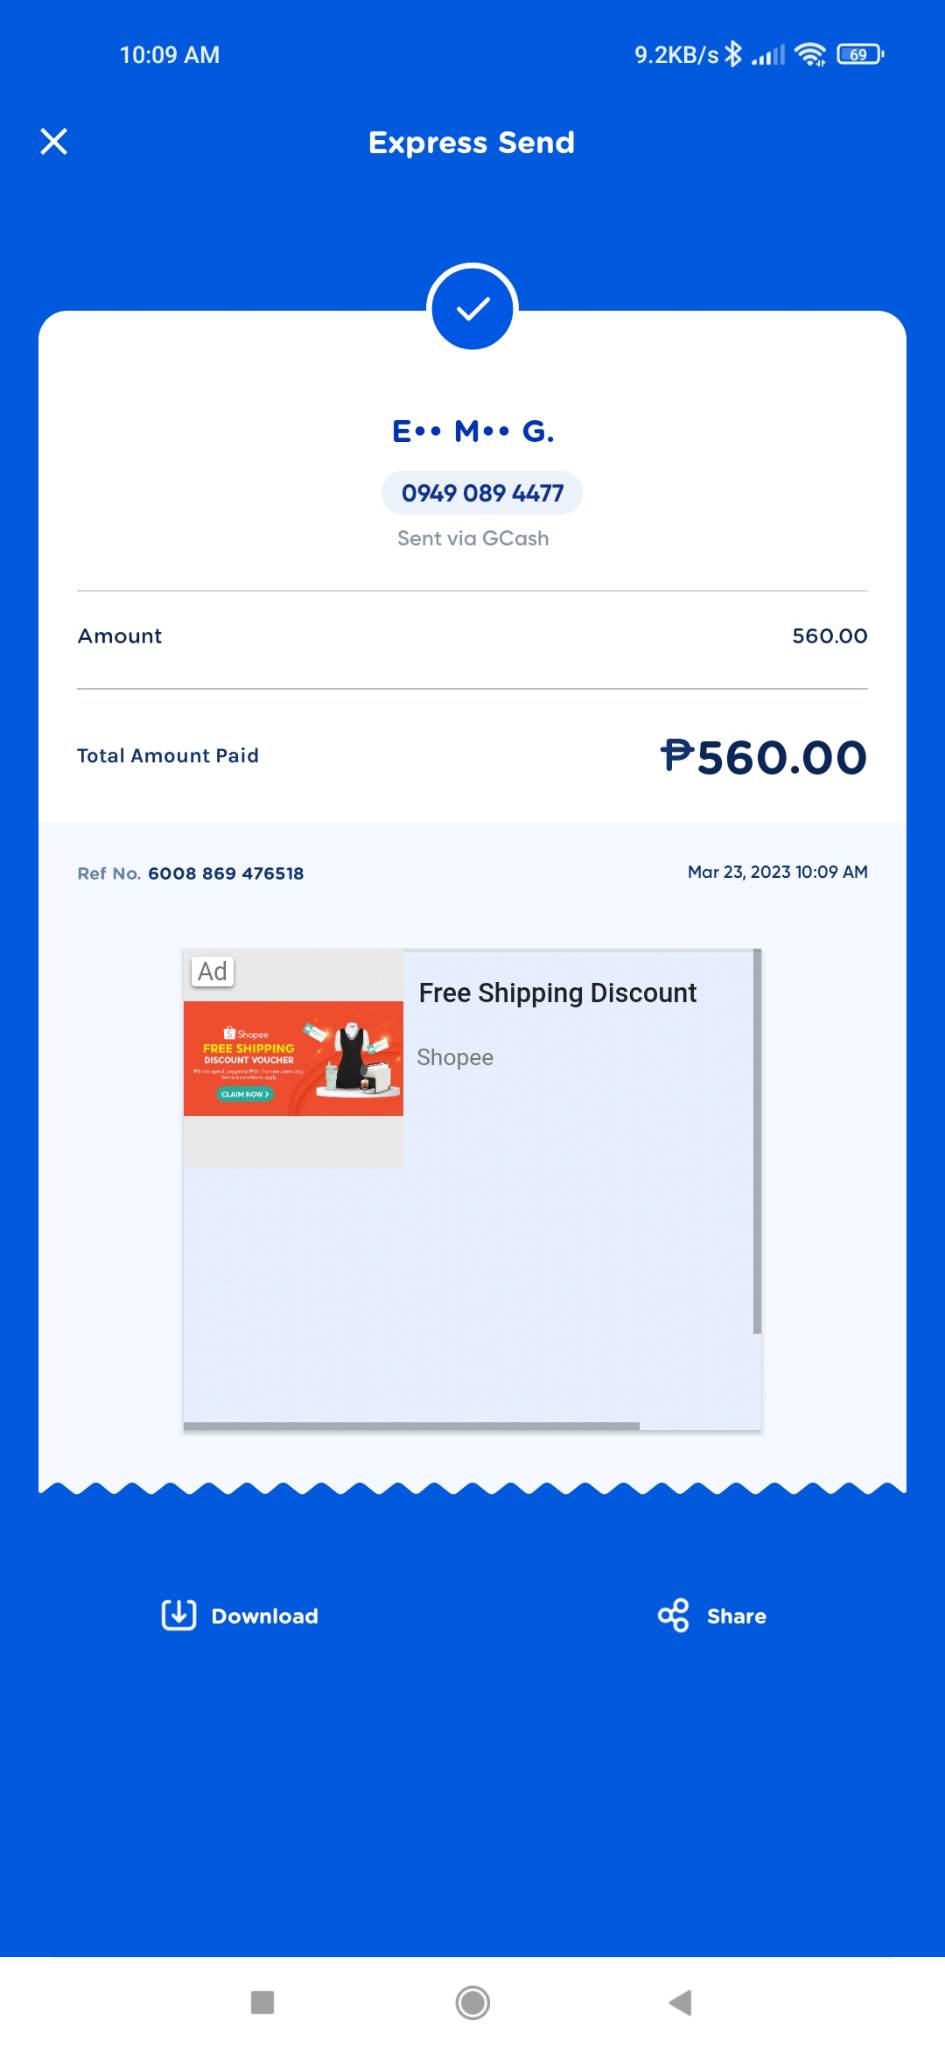 10:09 AM 9.2KB/s 69
Express Send
E•• M•• G.
0949 089 4477
Sent via GCash
Amount 560.00
Total Amount Paid ₱560.00
Ref No. 6008 869 476518 Mar 23, 2023 10:09 AM
Ad
Free Shipping Discount
Shopee
Shopee
FREE SHIPPING
DISCOUNT VOUCHER
CLAIM NOW >
Download Share